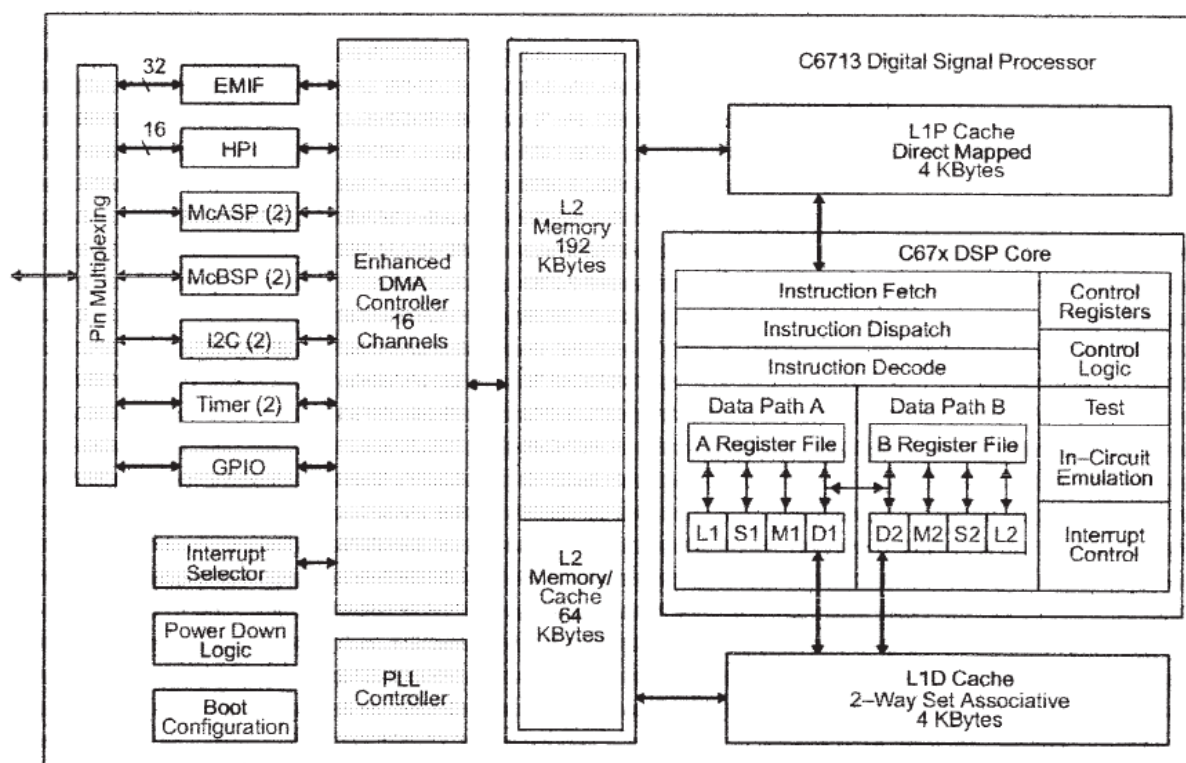 C6713 Digital Signal Processor
Pin Multiplexing
32
EMIF
16
HPI
McASP (2)
McBSP (2)
I2C (2)
Timer (2)
GPIO
Interrupt
Selector
Power Down
Logic
Boot
Configuration
Enhanced
DMA
Controller
16
Channels
PLL
Controller
L2
Memory
192
KBytes
L2
Memory/
Cache
64
KBytes
L1P Cache
Direct Mapped
4 KBytes
C67x DSP Core
Instruction Fetch
Instruction Dispatch
Instruction Decode
Data Path A
Data Path B
A Register File
B Register File
L1 S1 M1 D1
D2 M2 S2 L2
Control
Registers
Control
Logic
Test
In–Circuit
Emulation
Interrupt
Control
L1D Cache
2–Way Set Associative
4 KBytes